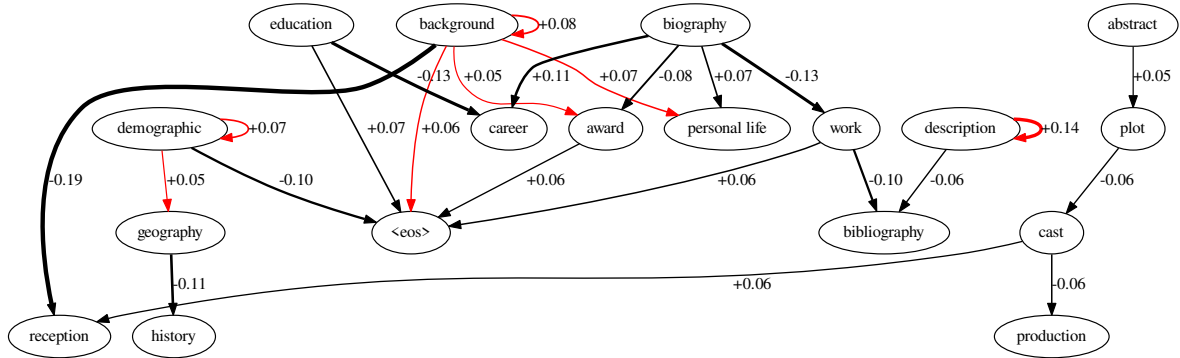 education
background
+0.08
biography
abstract
-0.13
+0.05
+0.11
-0.08
+0.07
+0.07
-0.13
+0.05
demographic
+0.07
+0.07
+0.06
career
award
personal life
work
description
+0.14
plot
-0.19
+0.05
-0.10
+0.06
+0.06
-0.10
-0.06
-0.06
geography
<eos>
bibliography
cast
-0.11
+0.06
-0.06
reception
history
production